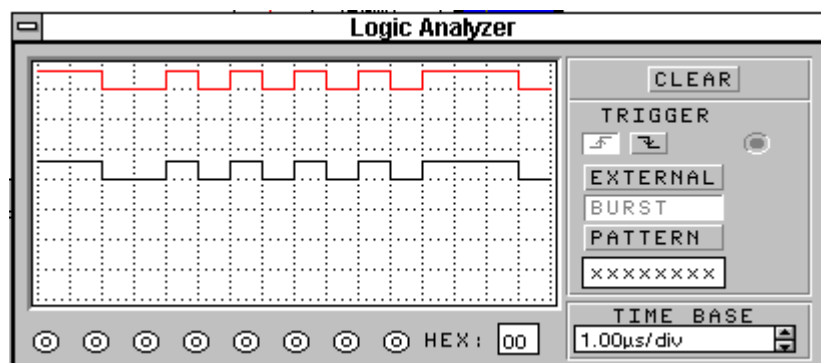 Logic Analyzer
CLEAR
TRIGGER
EXTERNAL
BURST
PATTERN
xxxxxxxx
HEX: 00
TIME BASE
1.00µs/div